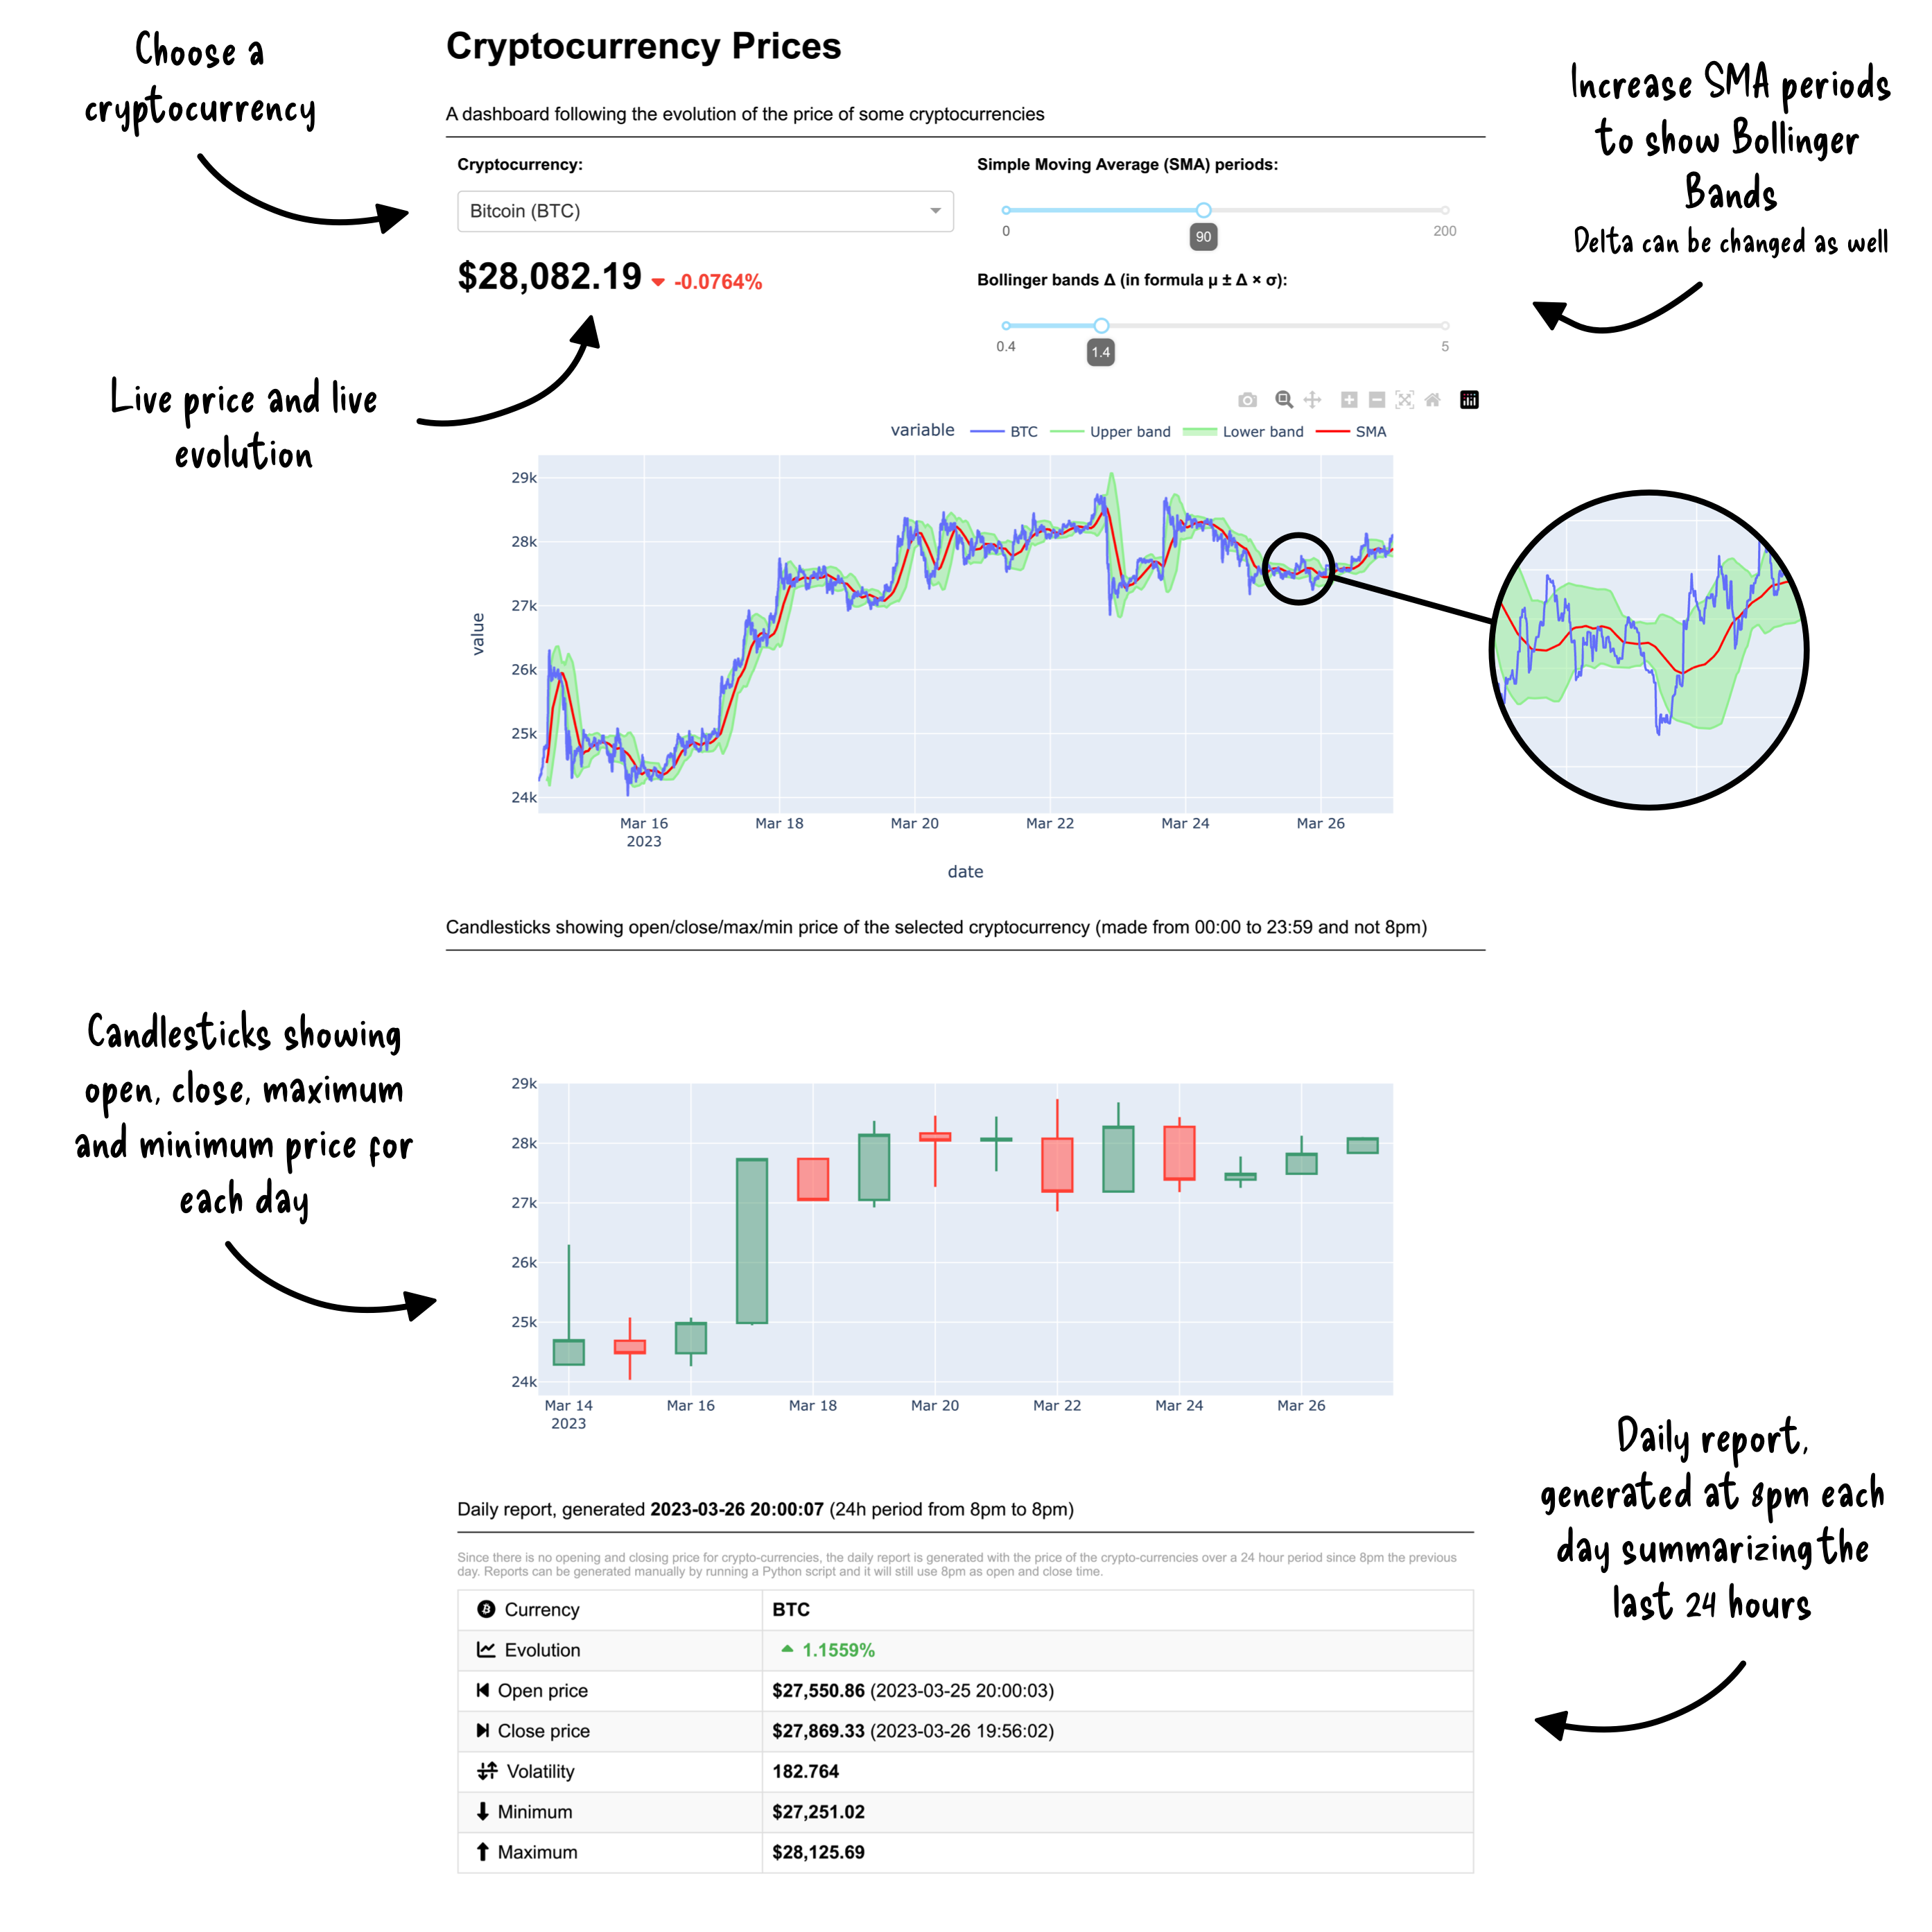 Choose a
cryptocurrency
Cryptocurrency Prices
A dashboard following the evolution of the price of some cryptocurrencies
Increase SMA periods
to show Bollinger
Bands
Delta can be changed as well
Cryptocurrency:
Bitcoin (BTC)
$28,082.19 -0.0764%
Simple Moving Average (SMA) periods:
0
90
200
Bollinger bands Δ (in formula μ ± Δ × σ):
0.4
1.4
5
Live price and live
evolution
variable BTC Upper band Lower band SMA
29k
28k
27k
26k
25k
24k
value
Mar 16 Mar 18 Mar 20 Mar 22 Mar 24 Mar 26
2023
date
Candlesticks showing open/close/max/min price of the selected cryptocurrency (made from 00:00 to 23:59 and not 8pm)
Candlesticks showing
open, close, maximum
and minimum price for
each day
29k
28k
27k
26k
25k
24k
Mar 14 Mar 16 Mar 18 Mar 20 Mar 22 Mar 24 Mar 26
2023
Daily report,
generated at 8pm each
day summarizing the
last 24 hours
Daily report, generated 2023-03-26 20:00:07 (24h period from 8pm to 8pm)
Since there is no opening and closing price for crypto-currencies, the daily report is generated with the price of the crypto-currencies over a 24 hour period since 8pm the previous
day. Reports can be generated manually by running a Python script and it will still use 8pm as open and close time.
Currency BTC
Evolution 1.1559%
Open price $27,550.86 (2023-03-25 20:00:03)
Close price $27,869.33 (2023-03-26 19:56:02)
Volatility 182.764
Minimum $27,251.02
Maximum $28,125.69